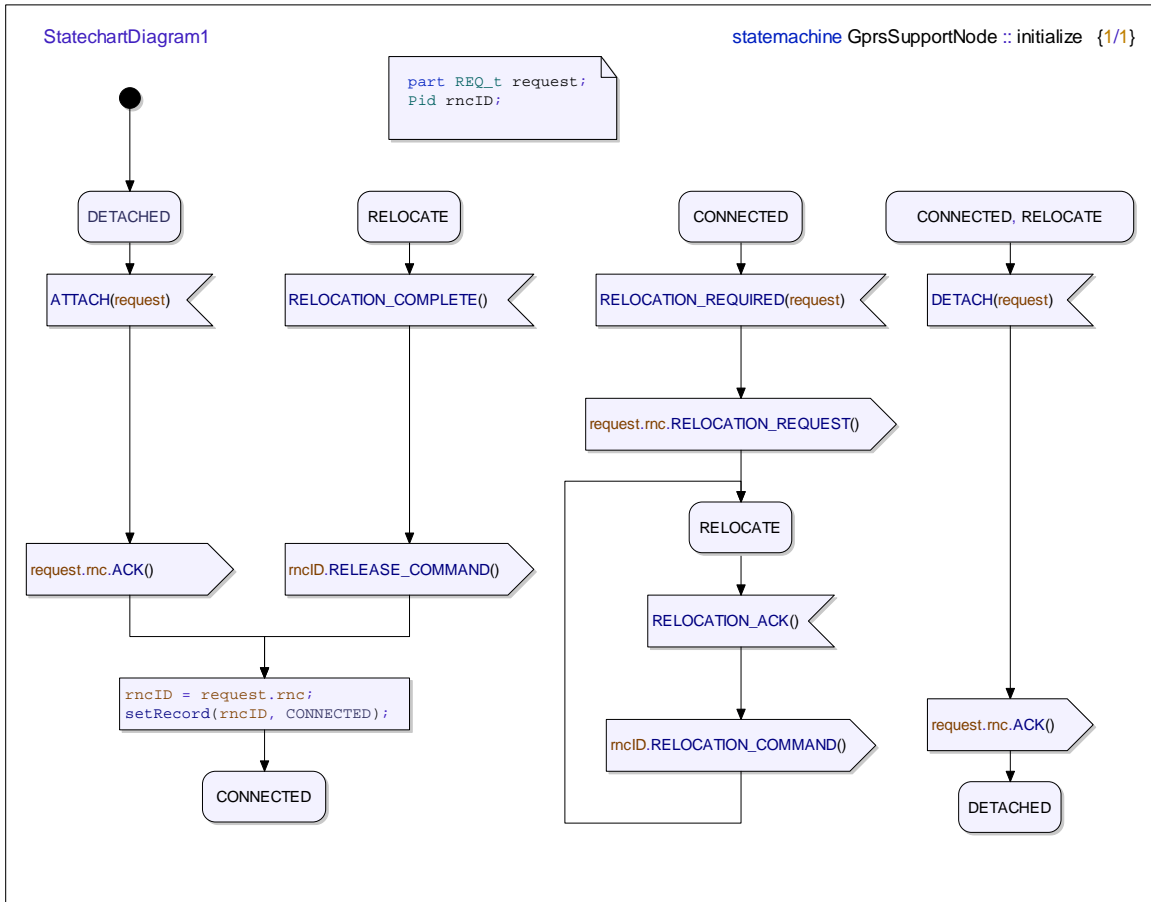 StatechartDiagram1
statemachine GprsSupportNode :: initialize {1/1}
part REQ_t request;
Pid rncID;
DETACHED
RELOCATE
CONNECTED
CONNECTED, RELOCATE
ATTACH(request)
RELOCATION_COMPLETE()
RELOCATION_REQUIRED(request)
DETACH(request)
request.rnc.RELOCATION_REQUEST()
RELOCATE
request.rnc.ACK()
rncID.RELEASE_COMMAND()
RELOCATION_ACK()
rncID = request.rnc;
setRecord(rncID, CONNECTED);
request.rnc.ACK()
rncID.RELOCATION_COMMAND()
CONNECTED
DETACHED